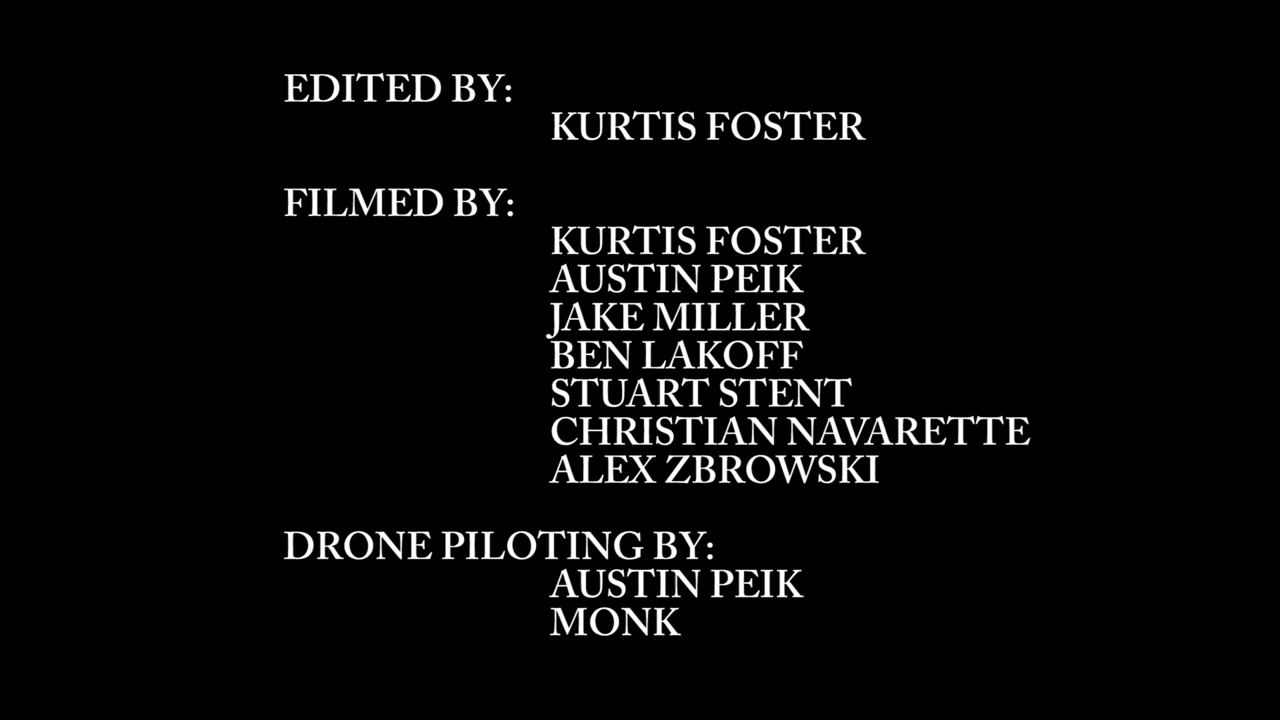 EDITED BY:
KURTIS FOSTER
FILMED BY:
KURTIS FOSTER
AUSTIN PEIK
JAKE MILLER
BEN LAKOFF
STUART STENT
CHRISTIAN NAVARETTE
ALEX ZBROWSKI
DRONE PILOTING BY:
AUSTIN PEIK
MONK